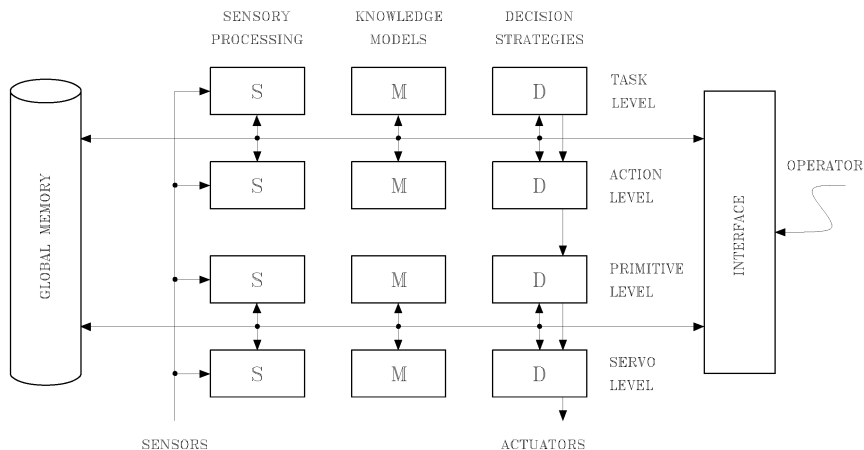 SENSORY
PROCESSING
KNOWLEDGE
MODELS
DECISION
STRATEGIES
S
M
D
TASK
LEVEL
S
M
D
ACTION
LEVEL
S
M
D
PRIMITIVE
LEVEL
S
M
D
SERVO
LEVEL
GLOBAL MEMORY
INTERFACE
OPERATOR
SENSORS
ACTUATORS